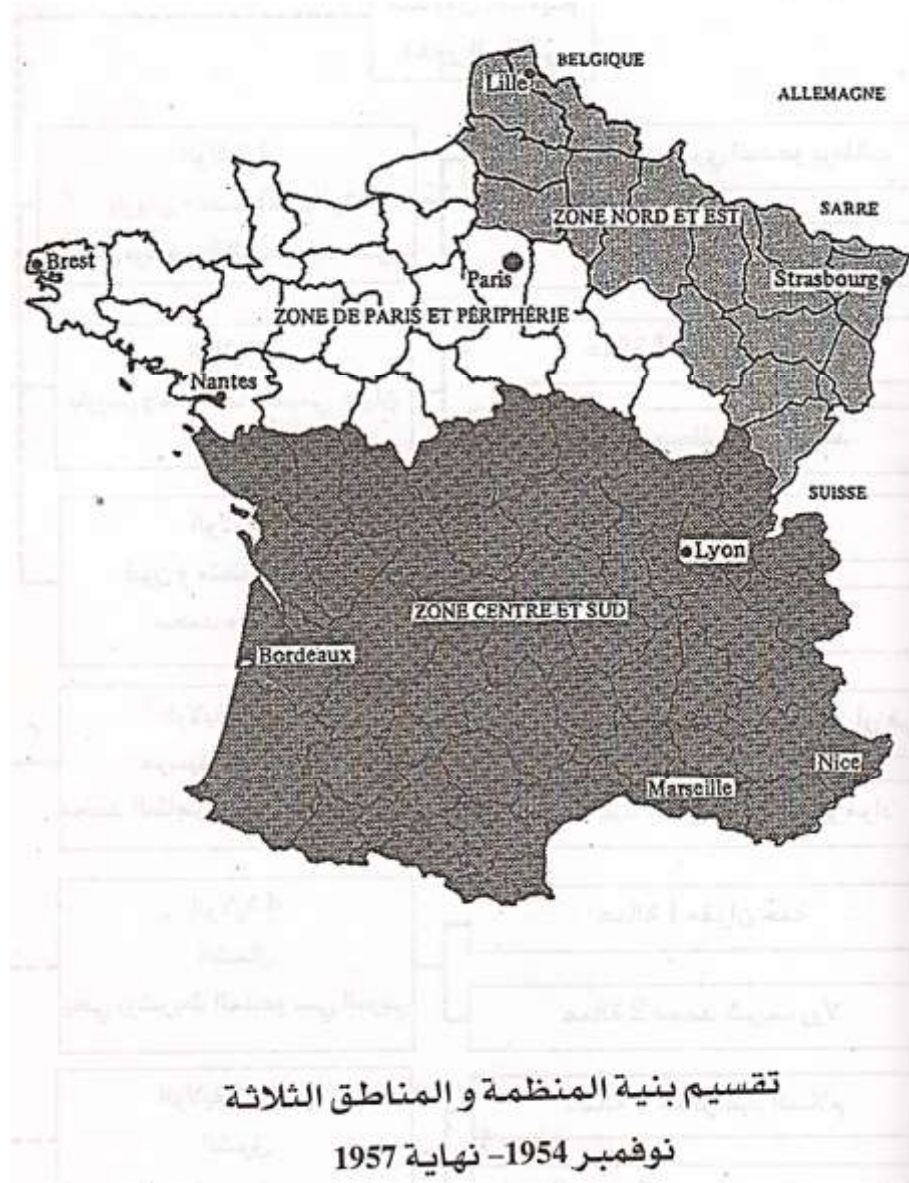 BELGIQUE
Lille
ALLEMAGNE
ZONE NORD ET EST
SARRE
Brest
Paris
Strasbourg
ZONE DE PARIS ET PÉRIPHÉRIE
Nantes
SUISSE
Lyon
ZONE CENTRE ET SUD
Bordeaux
Nice
Marseille
تقسيم بنية المنظمة و المناطق الثلاثة
نوفمبر 1954– نهاية 1957